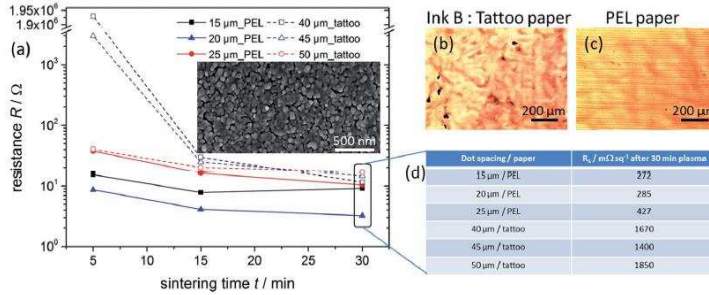 Ink B : Tattoo paper
PEL paper
(a)
1.95x10⁶
1.9x10⁶
10³
10²
10¹
10⁰
resistance R / Ω
15 µm_PEL
20 µm_PEL
25 µm_PEL
40 µm_tattoo
45 µm_tattoo
50 µm_tattoo
500 nm
5
10
15
20
25
30
sintering time t / min
(b)
200 µm
(c)
200 µm
(d)
Dot spacing / paper Rs / mΩ sq⁻¹ after 30 min plasma
15 µm / PEL 272
20 µm / PEL 285
25 µm / PEL 427
40 µm / tattoo 1670
45 µm / tattoo 1400
50 µm / tattoo 1850